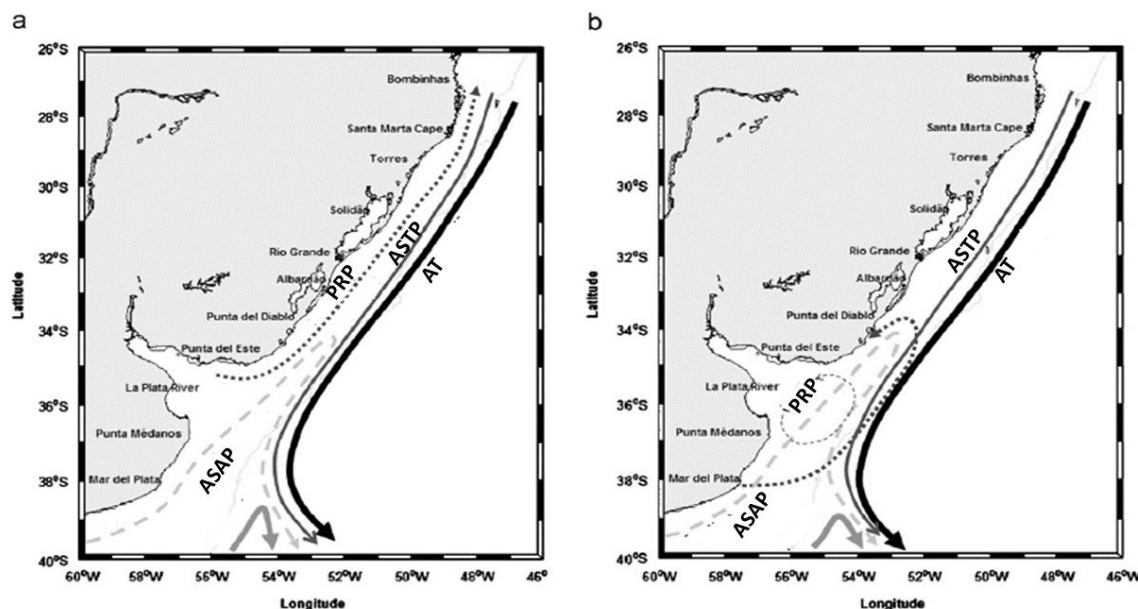 a
26°S
28°S
30°S
32°S
34°S
36°S
38°S
40°S
60°W
58°W
56°W
54°W
52°W
50°W
48°W
46°
Latitude
Longitude
Bombinhas
Santa Marta Cape
Torres
Solidão
Rio Grande
Albardão
Punta del Diablo
Punta del Este
La Plata River
Punta Médanos
Mar del Plata
PRP
ASTP
AT
ASAP
b
26°S
28°S
30°S
32°S
34°S
36°S
38°S
40°S
60°W
58°W
56°W
54°W
52°W
50°W
48°W
46°W
Latitude
Longitude
Bombinhas
Santa Marta Cape
Torres
Solidão
Rio Grande
Albardão
Punta del Diablo
Punta del Este
La Plata River
Punta Médanos
Mar del Plata
ASTP
AT
PRP
ASAP